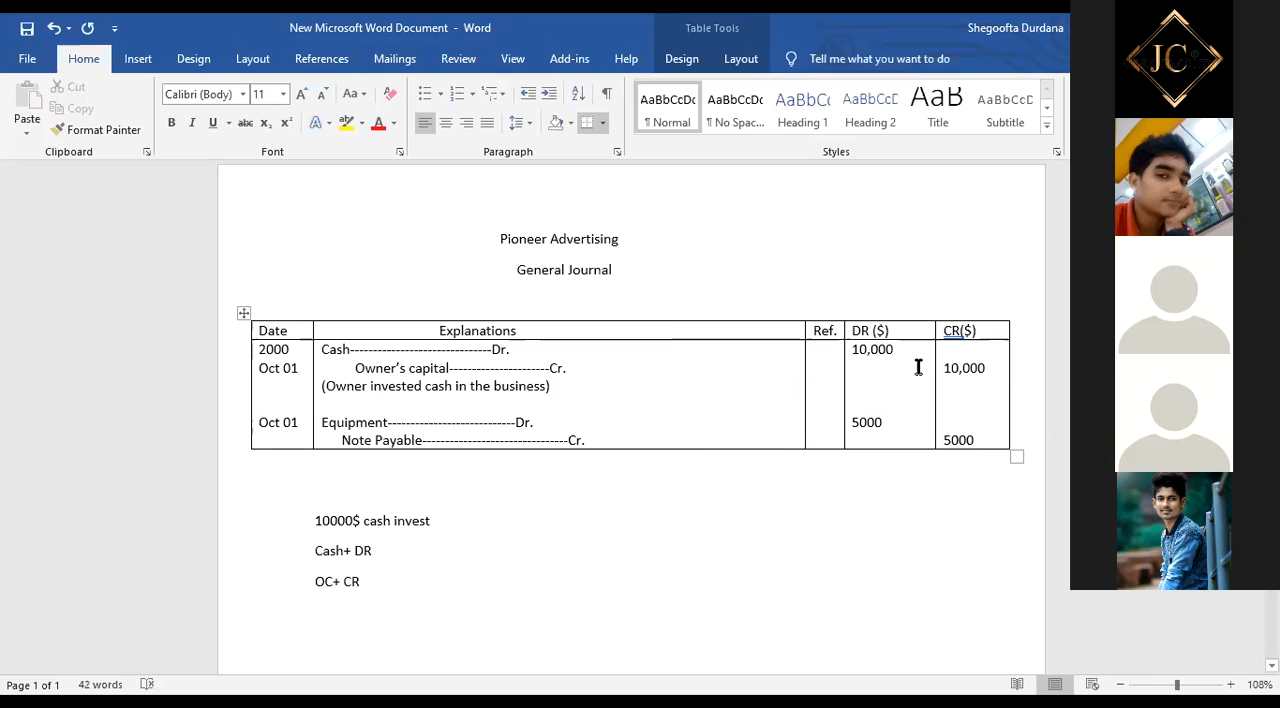 New Microsoft Word Document - Word
Table Tools
Shegoofta Durdana
File Home Insert Design Layout References Mailings Review View Add-ins Help Design Layout Tell me what you want to do
Paste
Cut
Copy
Format Painter
Clipboard
Calibri (Body) 11
Font
Paragraph
AaBbCcDc AaBbCcDc AaBbCc AaBbCcD AaB AaBbCcD
¶ Normal ¶ No Spac... Heading 1 Heading 2 Title Subtitle
Styles
JC
Pioneer Advertising
General Journal
Date Explanations Ref. DR ($) CR($)
2000 Cash-------------------------------Dr. 10,000
Oct 01 Owner's capital----------------------Cr. 10,000
(Owner invested cash in the business)
Oct 01 Equipment----------------------------Dr. 5000
Note Payable--------------------------------Cr. 5000
10000$ cash invest
Cash+ DR
OC+ CR
Page 1 of 1 42 words 108%